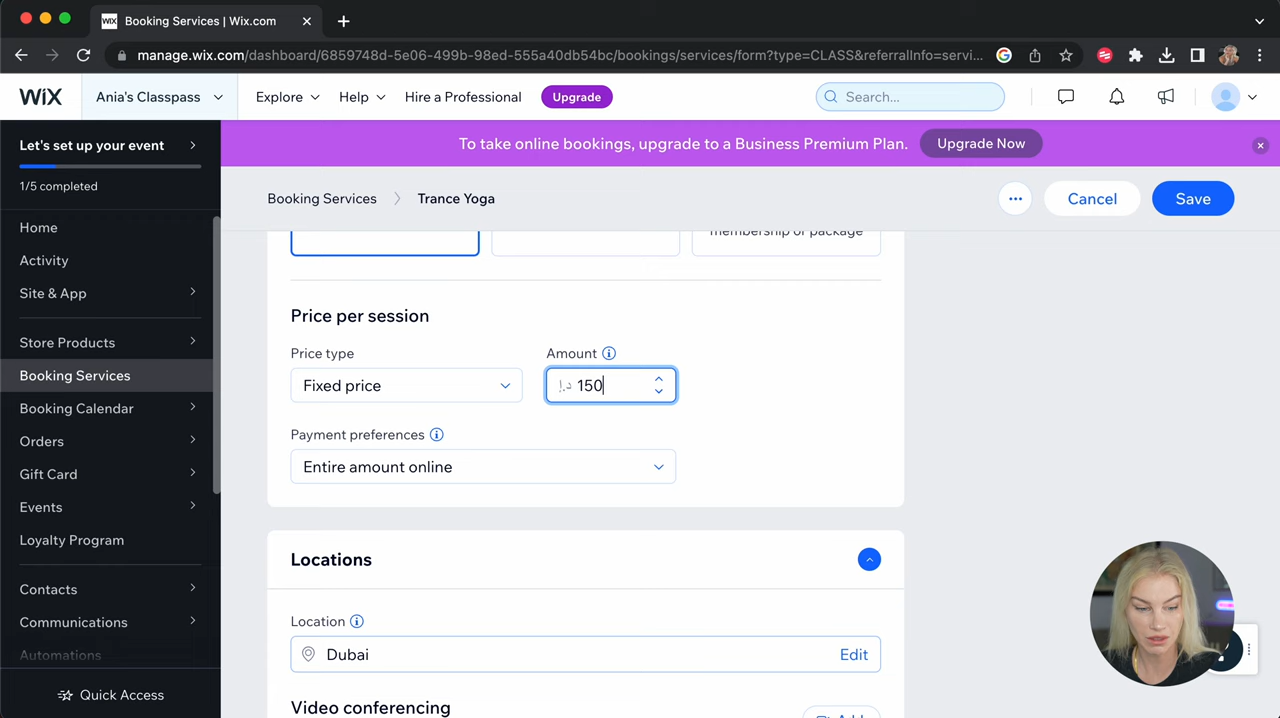 WIX Booking Services | Wix.com
manage.wix.com/dashboard/6859748d-5e06-499b-98ed-555a40db54bc/bookings/services/form?type=CLASS&referralInfo=servi...
WIX Ania's Classpass Explore Help Hire a Professional Upgrade Search...
Let's set up your event
1/5 completed
To take online bookings, upgrade to a Business Premium Plan. Upgrade Now
Booking Services Trance Yoga Cancel Save
Home
Activity
Site & App
Store Products
Booking Services
Booking Calendar
Orders
Gift Card
Events
Loyalty Program
Contacts
Communications
Automations
Quick Access
membership or package
Price per session
Price type Amount
Fixed price د.إ 150
Payment preferences
Entire amount online
Locations
Location
Dubai Edit
Video conferencing Add